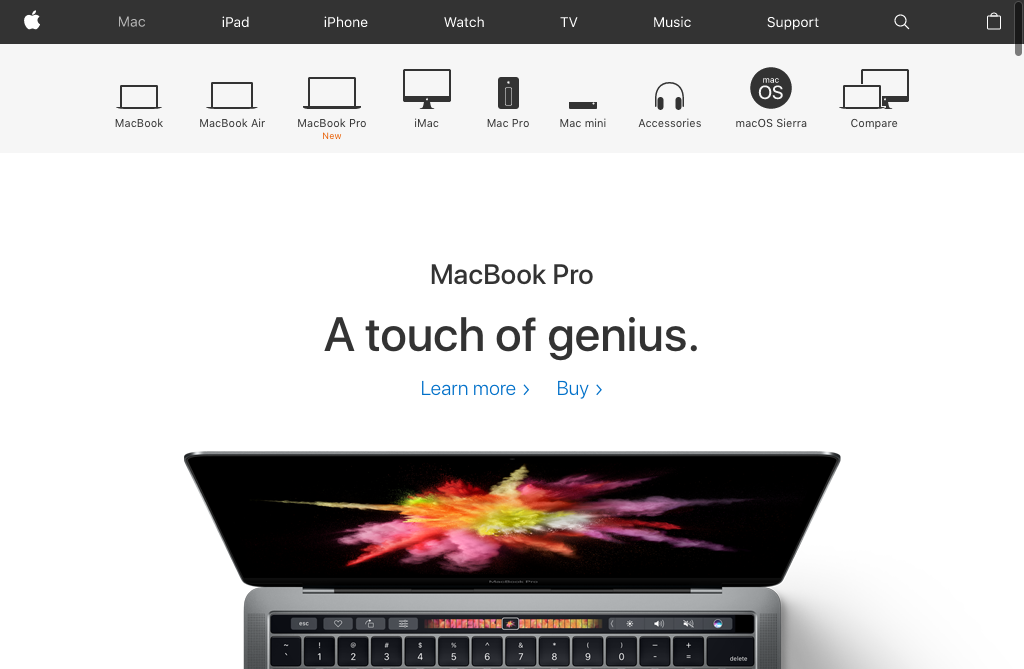 Mac iPad iPhone Watch TV Music Support
mac
OS
MacBook MacBook Air MacBook Pro iMac Mac Pro Mac mini Accessories macOS Sierra Compare
New
MacBook Pro
A touch of genius.
Learn more › Buy ›
MacBook Pro
esc
~ ! @ # $ % ^ & * ( ) – +
` 1 2 3 4 5 6 7 8 9 0 - = delete